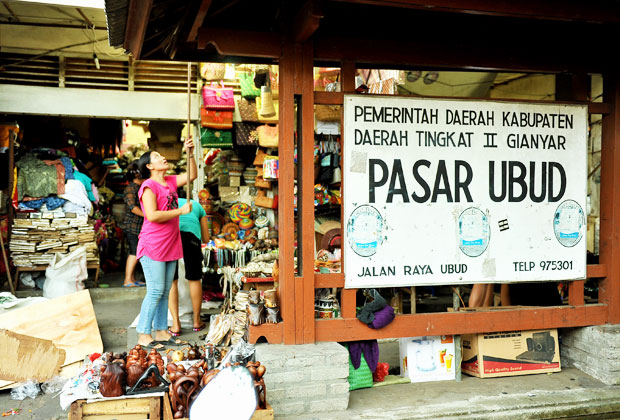 PEMERINTAH DAERAH KABUPATEN
DAERAH TINGKAT II GIANYAR
PASAR UBUD
JALAN RAYA UBUD TELP 975301